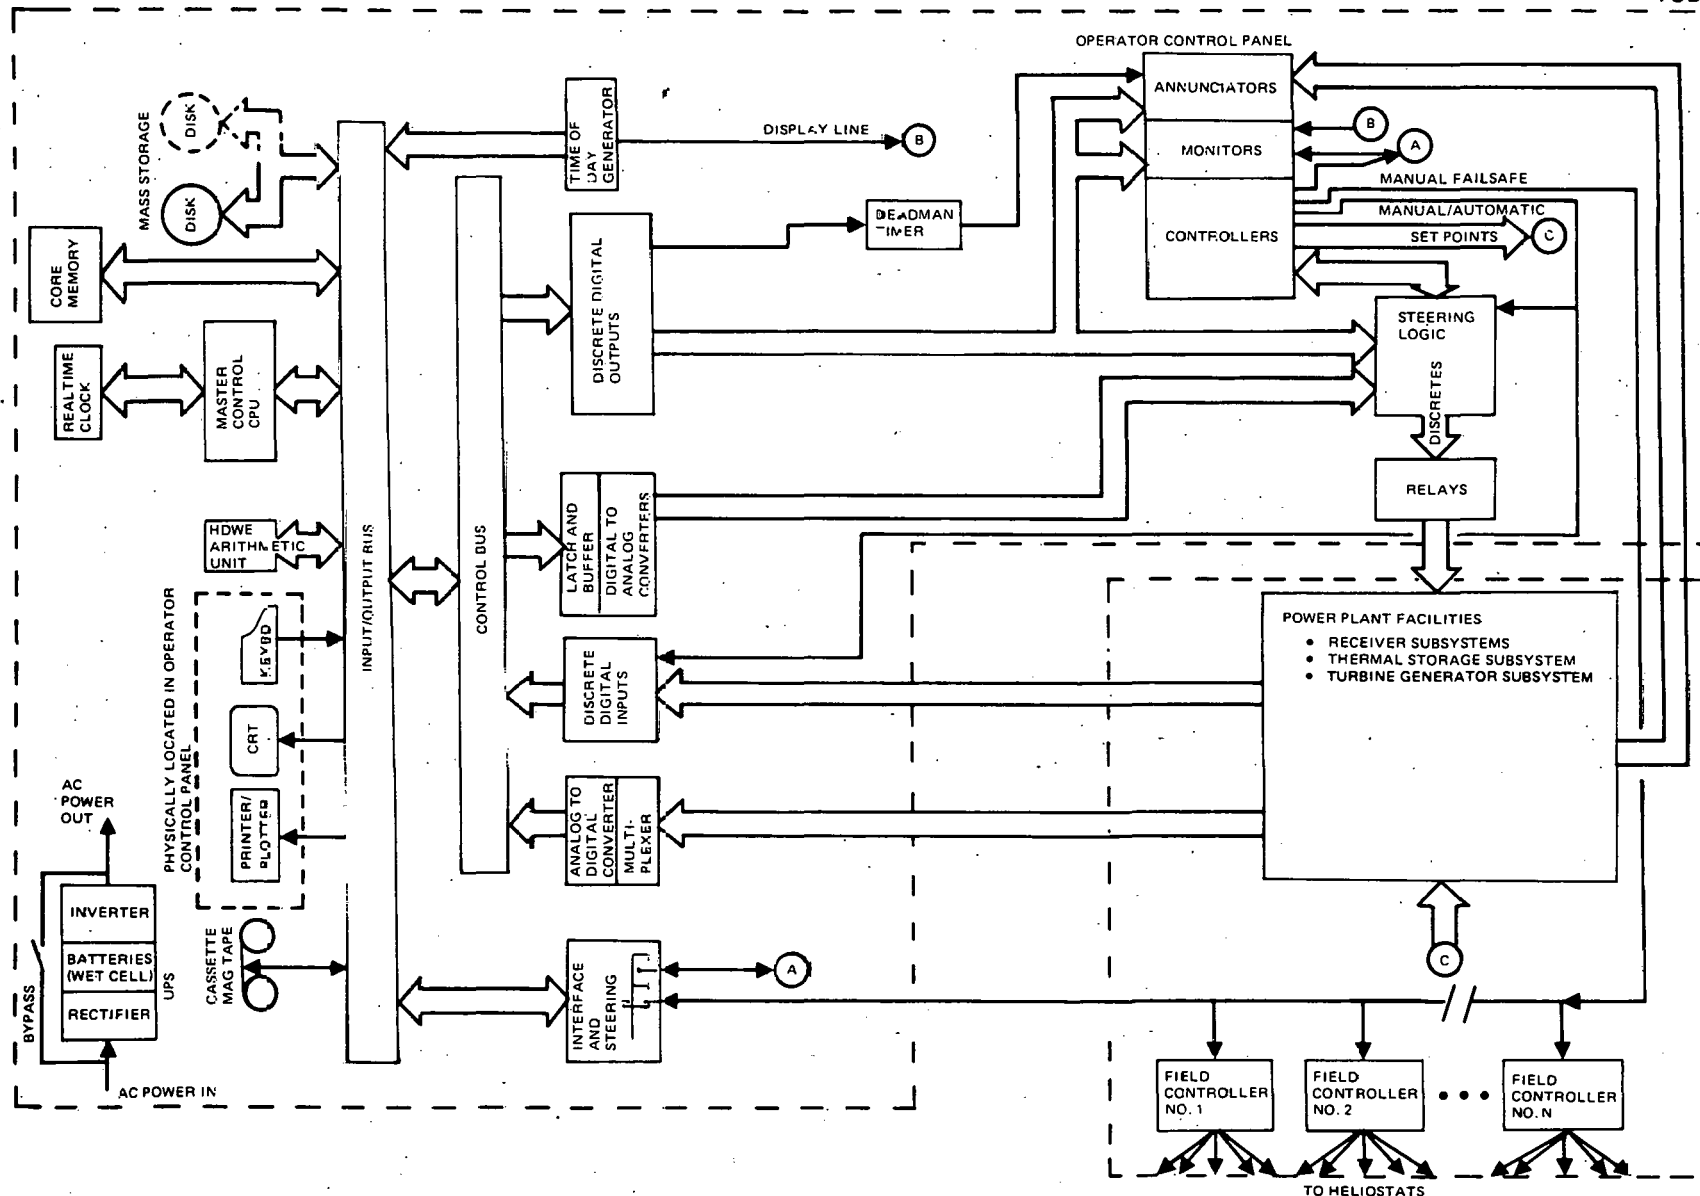 OPERATOR CONTROL PANEL
ANNUNCIATORS
MONITORS
CONTROLLERS
B
A
MANUAL FAILSAFE
MANUAL/AUTOMATIC
SET POINTS
C
MASS STORAGE
DISK
DISK
TIME OF
DAY
GENERATOR
DISPLAY LINE
B
DEADMAN
TIMER
CORE
MEMORY
REALTIME
CLOCK
MASTER
CONTROL
CPU
DISCRETE DIGITAL
OUTPUTS
STEERING
LOGIC
DISCRETES
RELAYS
HDWE
ARITHMETIC
UNIT
INPUT/OUTPUT BUS
CONTROL BUS
LATCH AND
BUFFER
DIGITAL TO
ANALOG
CONVERTERS
PHYSICALLY LOCATED IN OPERATOR
CONTROL PANEL
KEYBD
CRT
PRINTER/
PLOTTER
DISCRETE
DIGITAL
INPUTS
ANALOG TO
DIGITAL
CONVERTER
MULTI-
PLEXER
POWER PLANT FACILITIES
• RECEIVER SUBSYSTEMS
• THERMAL STORAGE SUBSYSTEM
• TURBINE GENERATOR SUBSYSTEM
C
AC
POWER
OUT
INVERTER
BATTERIES
(WET CELL)
RECTIFIER
UPS
BYPASS
AC POWER IN
CASSETTE
MAG TAPE
INTERFACE
AND
STEERING
A
FIELD
CONTROLLER
NO. 1
FIELD
CONTROLLER
NO. 2
• • •
FIELD
CONTROLLER
NO. N
TO HELIOSTATS